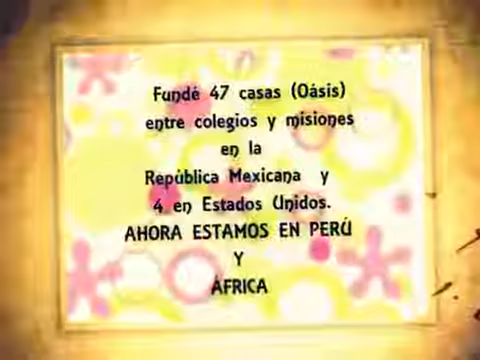 Fundé 47 casas (Oásis)
entre colegios y misiones
en la
República Mexicana y
4 en Estados Unidos.
AHORA ESTAMOS EN PERÚ
Y
ÁFRICA